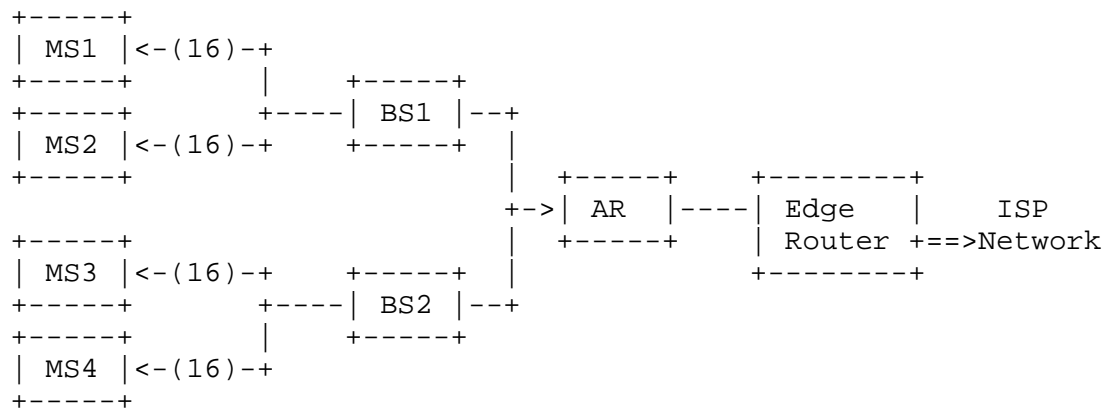 MS1 <-(16)-+
BS1
MS2 <-(16)-+
AR Edge ISP
Router +==>Network
MS3 <-(16)-+
BS2
MS4 <-(16)-+